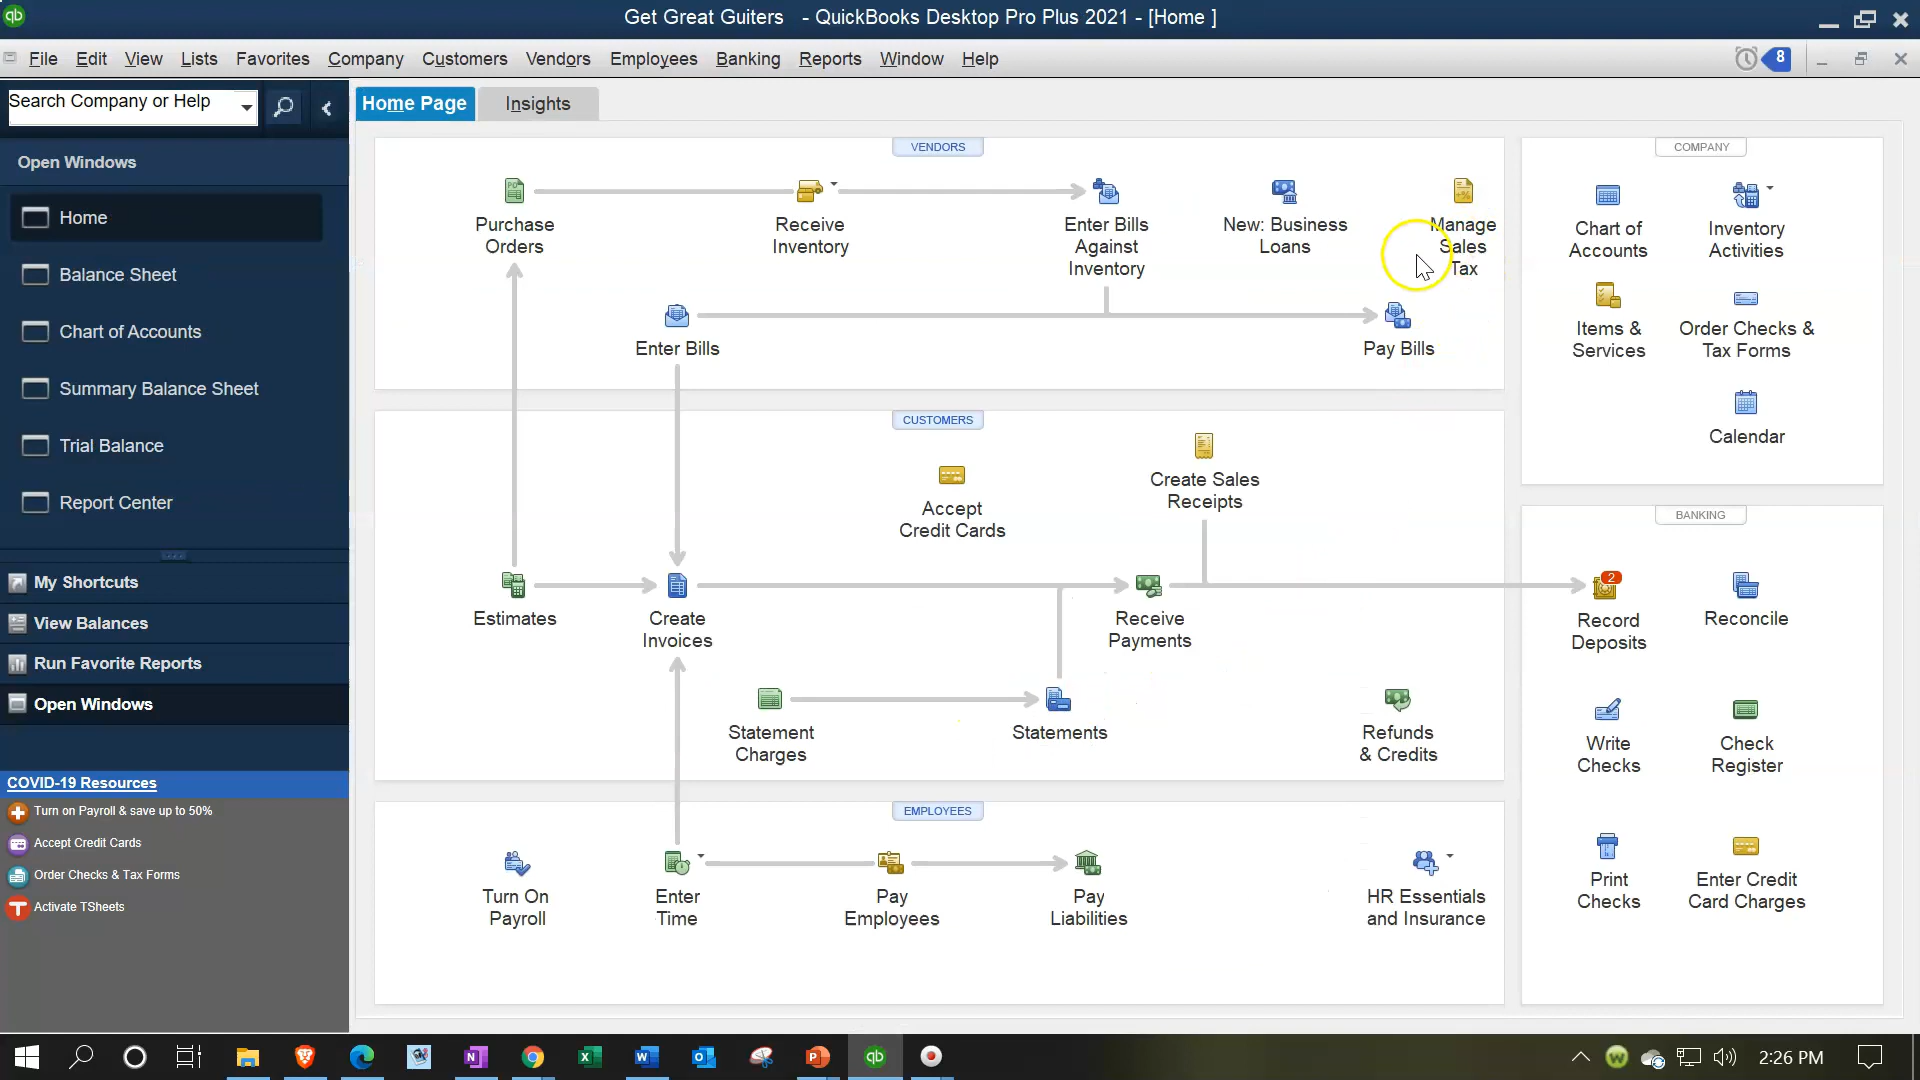 qb
Get Great Guiters - QuickBooks Desktop Pro Plus 2021 - [Home ]
File Edit View Lists Favorites Company Customers Vendors Employees Banking Reports Window Help
8
Search Company or Help
Home Page
Insights
Open Windows
Home
Balance Sheet
Chart of Accounts
Summary Balance Sheet
Trial Balance
Report Center
My Shortcuts
View Balances
Run Favorite Reports
Open Windows
COVID-19 Resources
Turn on Payroll & save up to 50%
Accept Credit Cards
Order Checks & Tax Forms
Activate TSheets
VENDORS
Purchase
Orders
Receive
Inventory
Enter Bills
Against
Inventory
New: Business
Loans
Manage
Sales
Tax
Enter Bills
Pay Bills
CUSTOMERS
Accept
Credit Cards
Create Sales
Receipts
Estimates
Create
Invoices
Receive
Payments
Statement
Charges
Statements
Refunds
& Credits
EMPLOYEES
Turn On
Payroll
Enter
Time
Pay
Employees
Pay
Liabilities
HR Essentials
and Insurance
COMPANY
Chart of
Accounts
Inventory
Activities
Items &
Services
Order Checks &
Tax Forms
Calendar
BANKING
2
Record
Deposits
Reconcile
Write
Checks
Check
Register
Print
Checks
Enter Credit
Card Charges
2:26 PM